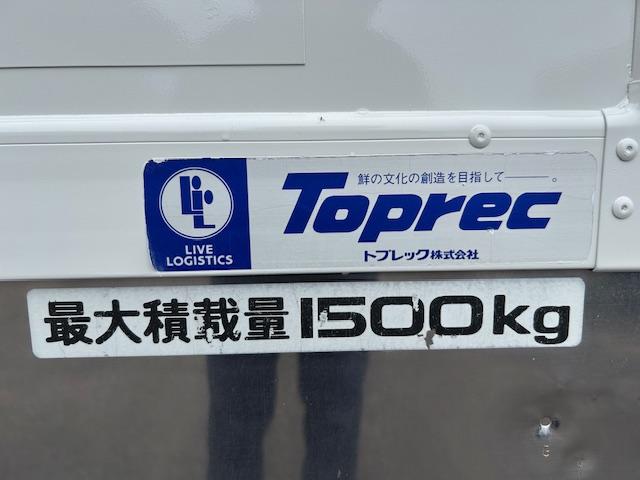 鮮の文化の創造を目指して———。
Toprec
LIVE
LOGISTICS
トプレック株式会社
最大積載量1500kg